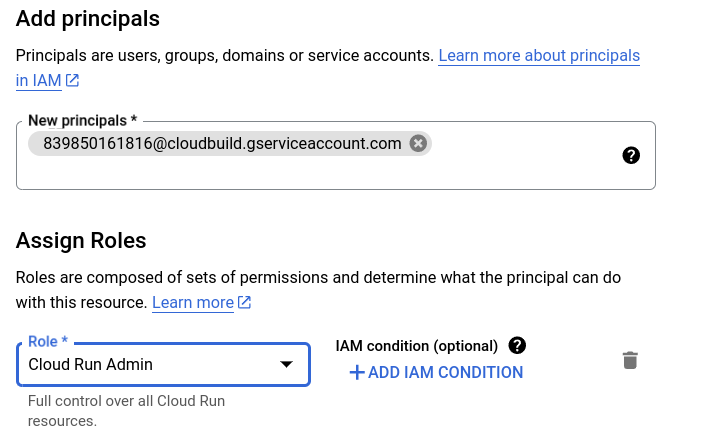 Add principals
Principals are users, groups, domains or service accounts. Learn more about principals
in IAM
New principals *
839850161816@cloudbuild.gserviceaccount.com
Assign Roles
Roles are composed of sets of permissions and determine what the principal can do
with this resource. Learn more
Role *
Cloud Run Admin
Full control over all Cloud Run
resources.
IAM condition (optional)
+ ADD IAM CONDITION